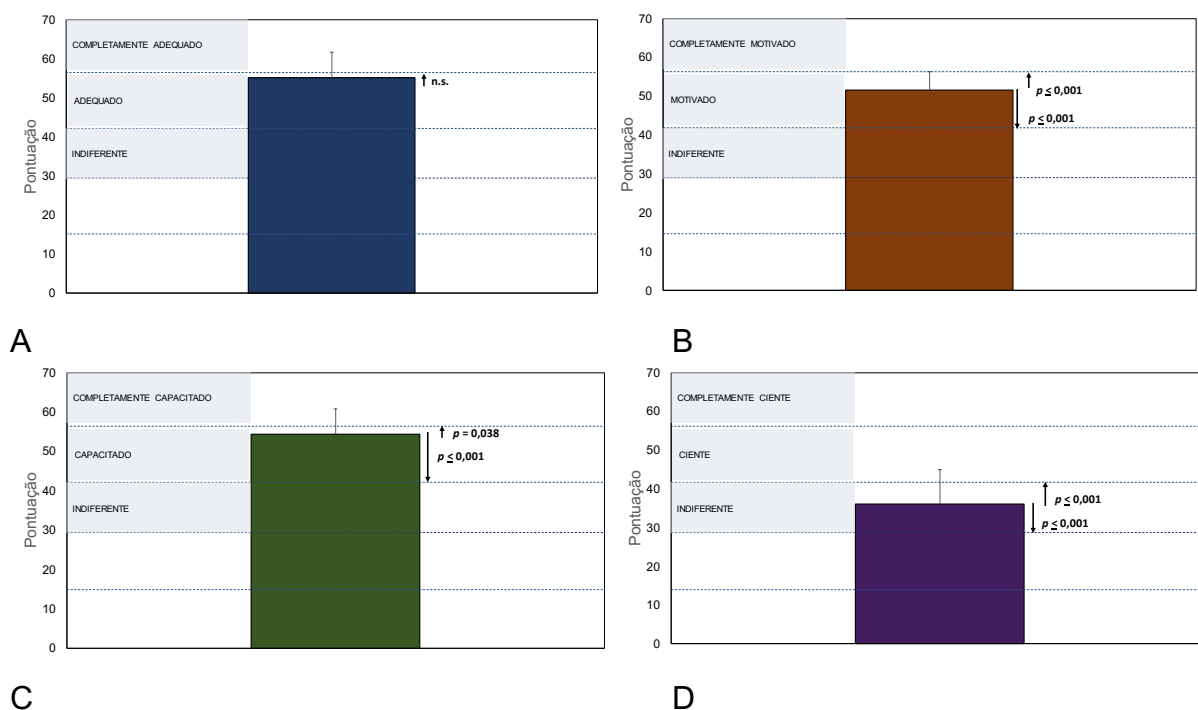 70
60
50
40
30
20
10
0
Pontuação
COMPLETAMENTE ADEQUADO
ADEQUADO
INDIFERENTE
n.s.
A
70
60
50
40
30
20
10
0
Pontuação
COMPLETAMENTE MOTIVADO
MOTIVADO
INDIFERENTE
p ≤ 0,001
p ≤ 0,001
B
70
60
50
40
30
20
10
0
Pontuação
COMPLETAMENTE CAPACITADO
CAPACITADO
INDIFERENTE
p = 0,038
p ≤ 0,001
C
70
60
50
40
30
20
10
0
Pontuação
COMPLETAMENTE CIENTE
CIENTE
INDIFERENTE
p ≤ 0,001
p ≤ 0,001
D